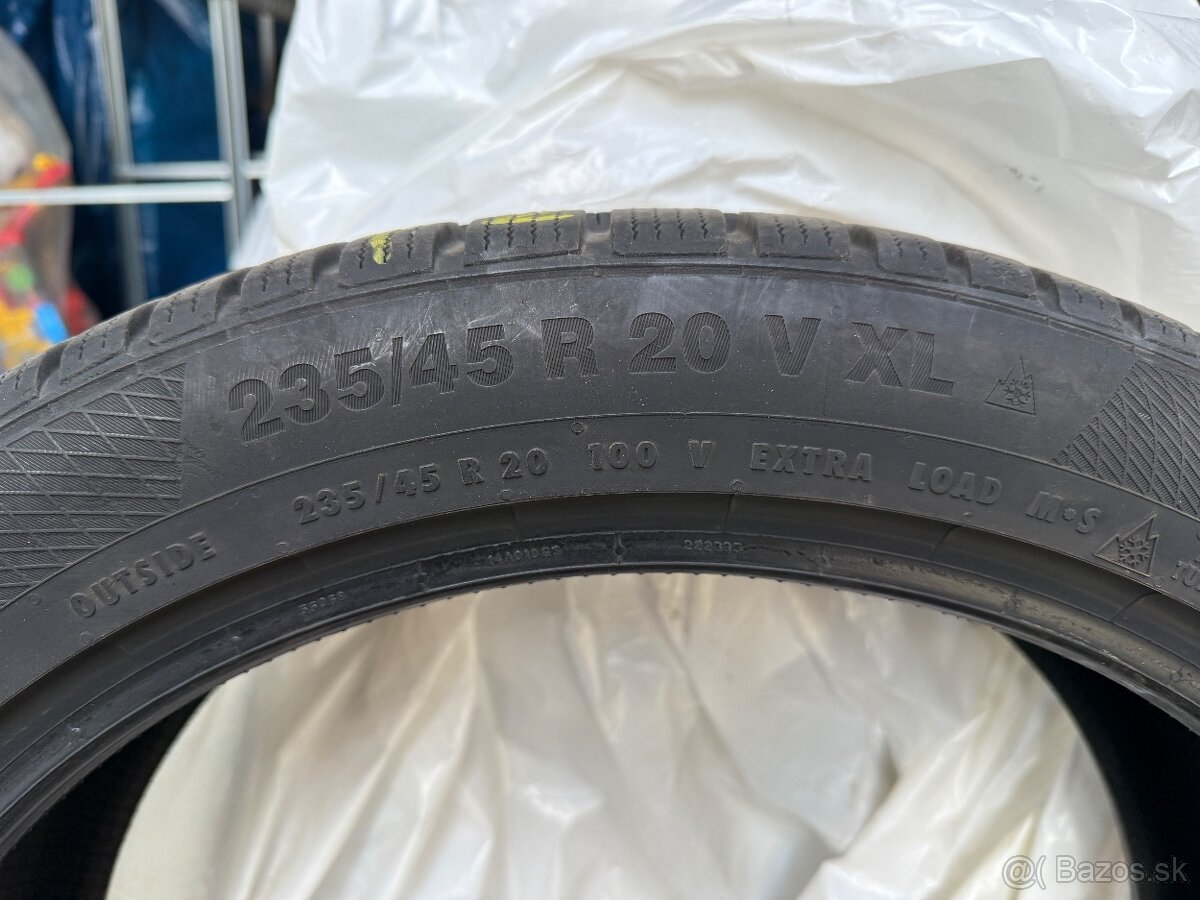 235/45 R 20 V XL
235/45 R 20 100 V EXTRA LOAD M•S
OUTSIDE
@( Bazos.sk